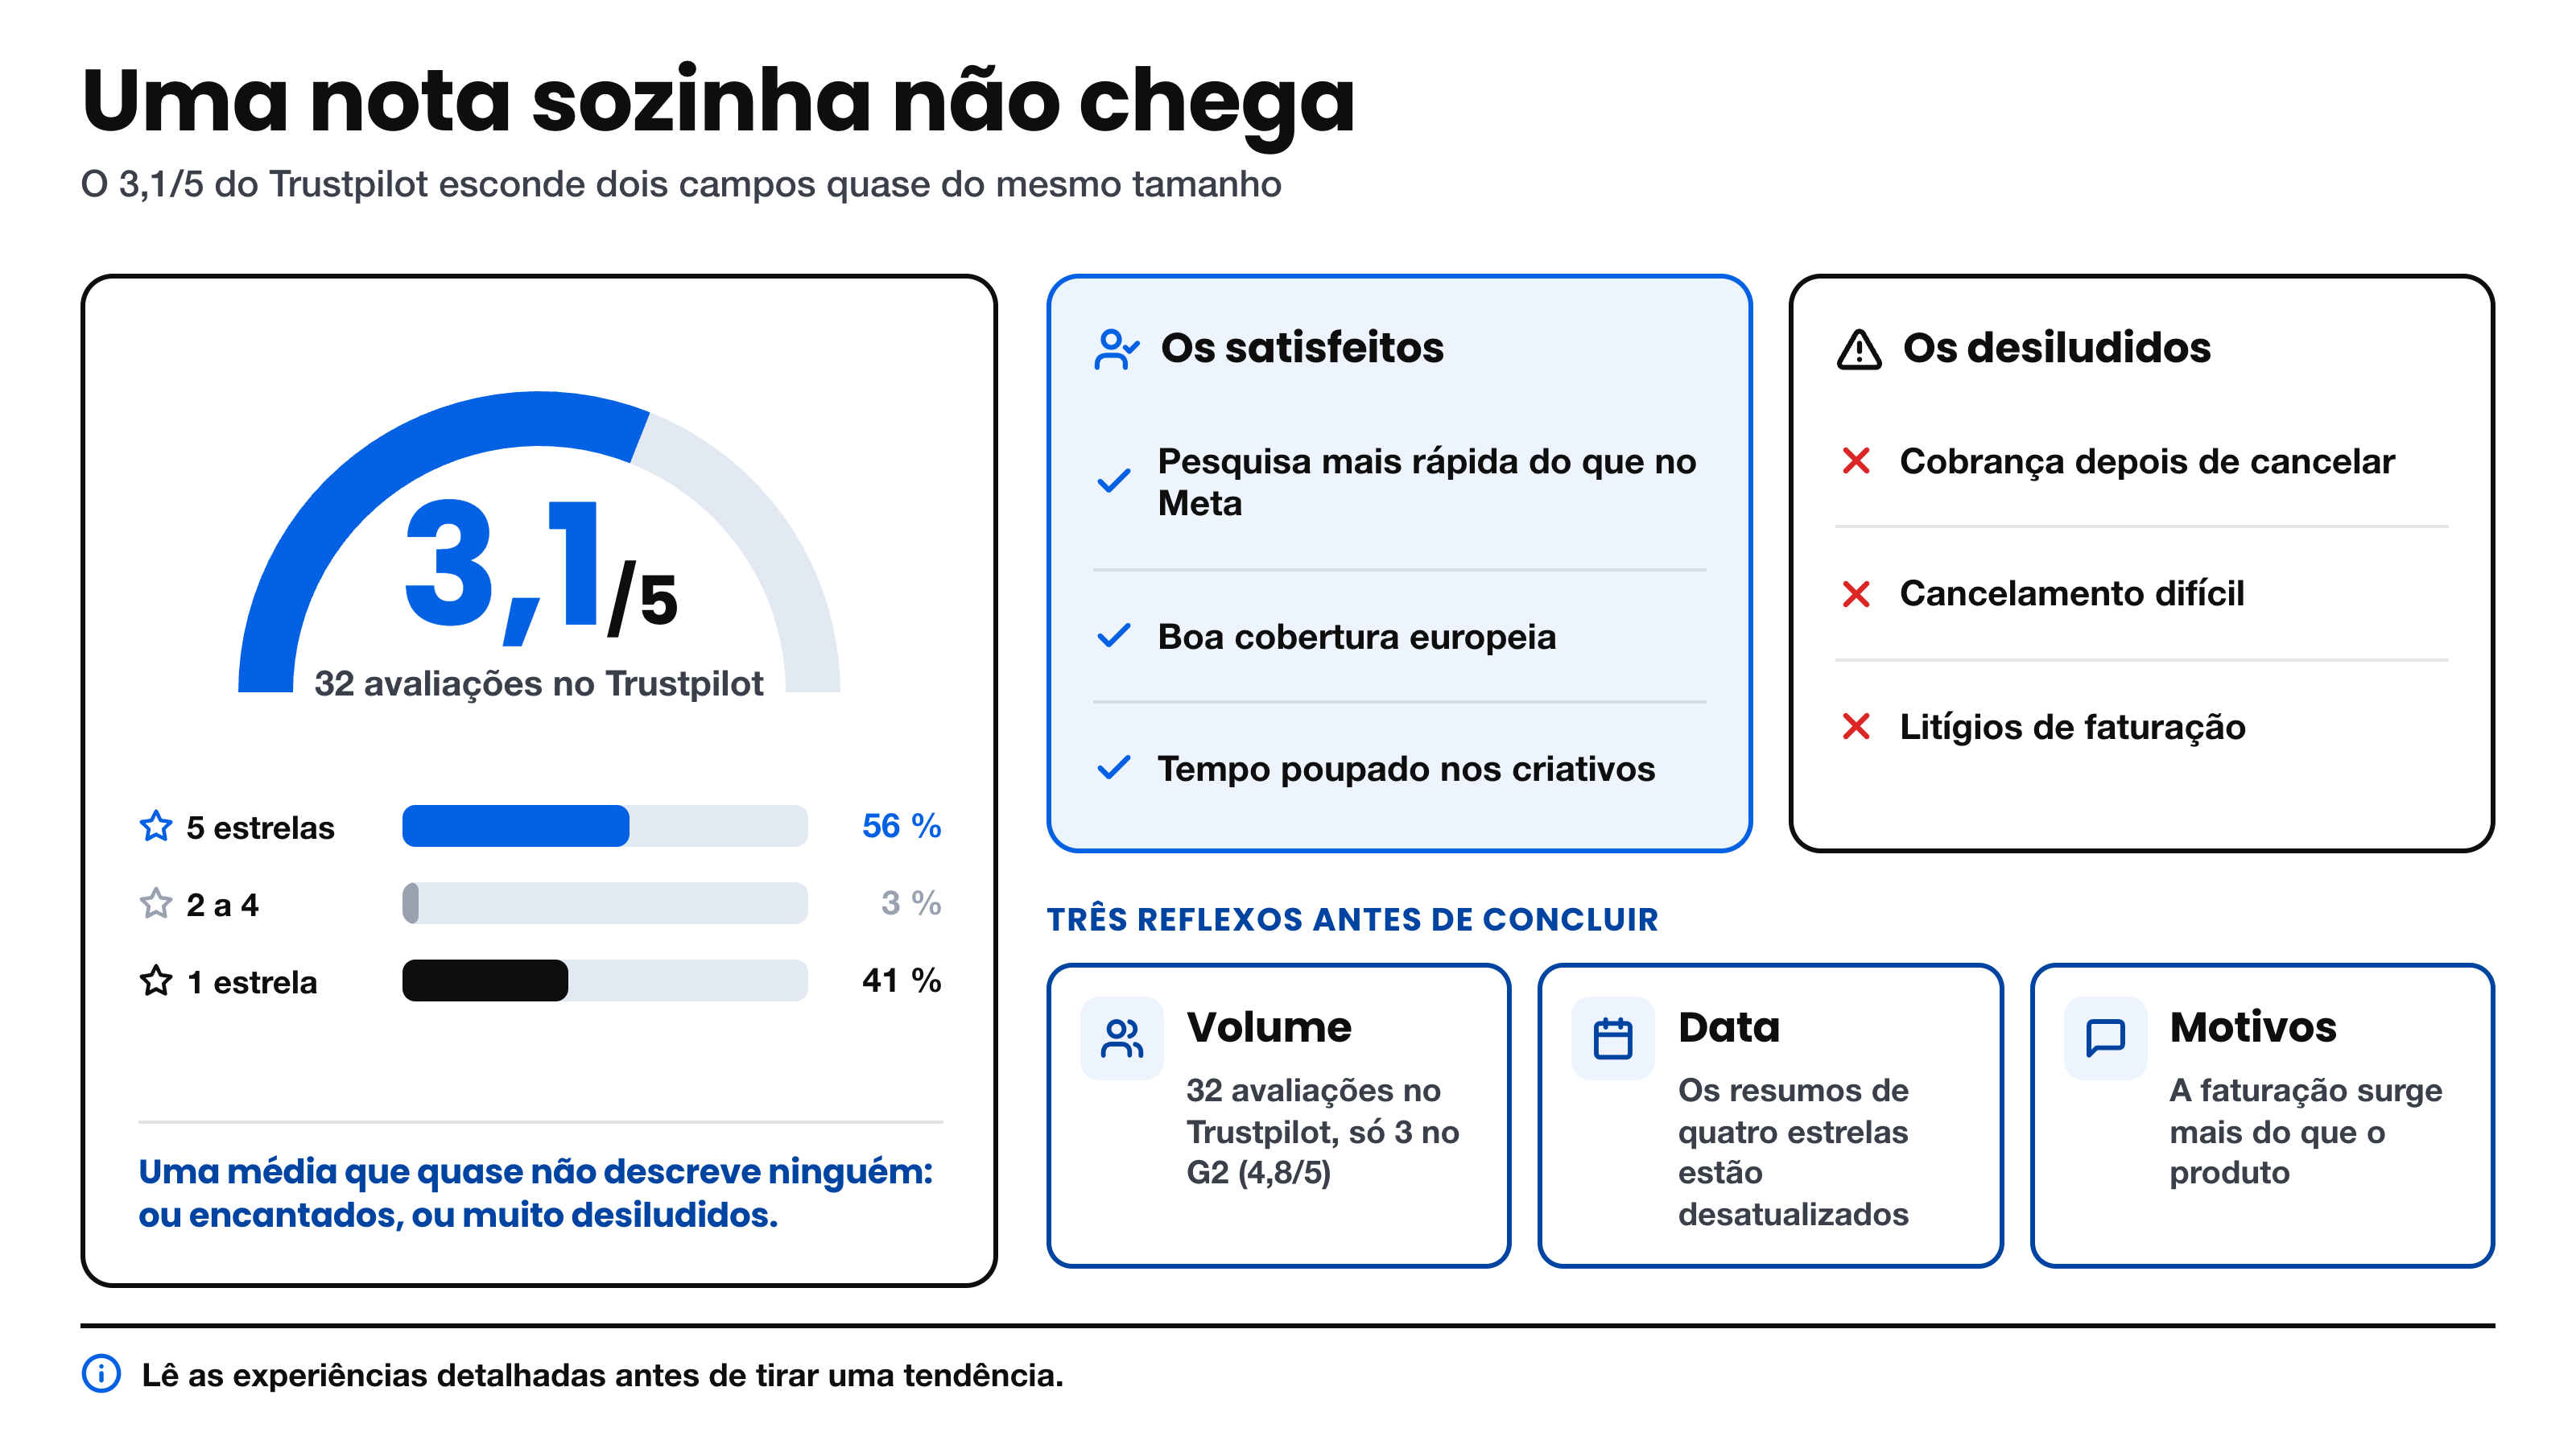 Uma nota sozinha não chega
O 3,1/5 do Trustpilot esconde dois campos quase do mesmo tamanho
3,1/5
32 avaliações no Trustpilot
5 estrelas 56 %
2 a 4 3 %
1 estrela 41 %
Uma média que quase não descreve ninguém:
ou encantados, ou muito desiludidos.
Os satisfeitos
Pesquisa mais rápida do que no
Meta
Boa cobertura europeia
Tempo poupado nos criativos
Os desiludidos
Cobrança depois de cancelar
Cancelamento difícil
Litígios de faturação
TRÊS REFLEXOS ANTES DE CONCLUIR
Volume
32 avaliações no
Trustpilot, só 3 no
G2 (4,8/5)
Data
Os resumos de
quatro estrelas
estão
desatualizados
Motivos
A faturação surge
mais do que o
produto
Lê as experiências detalhadas antes de tirar uma tendência.